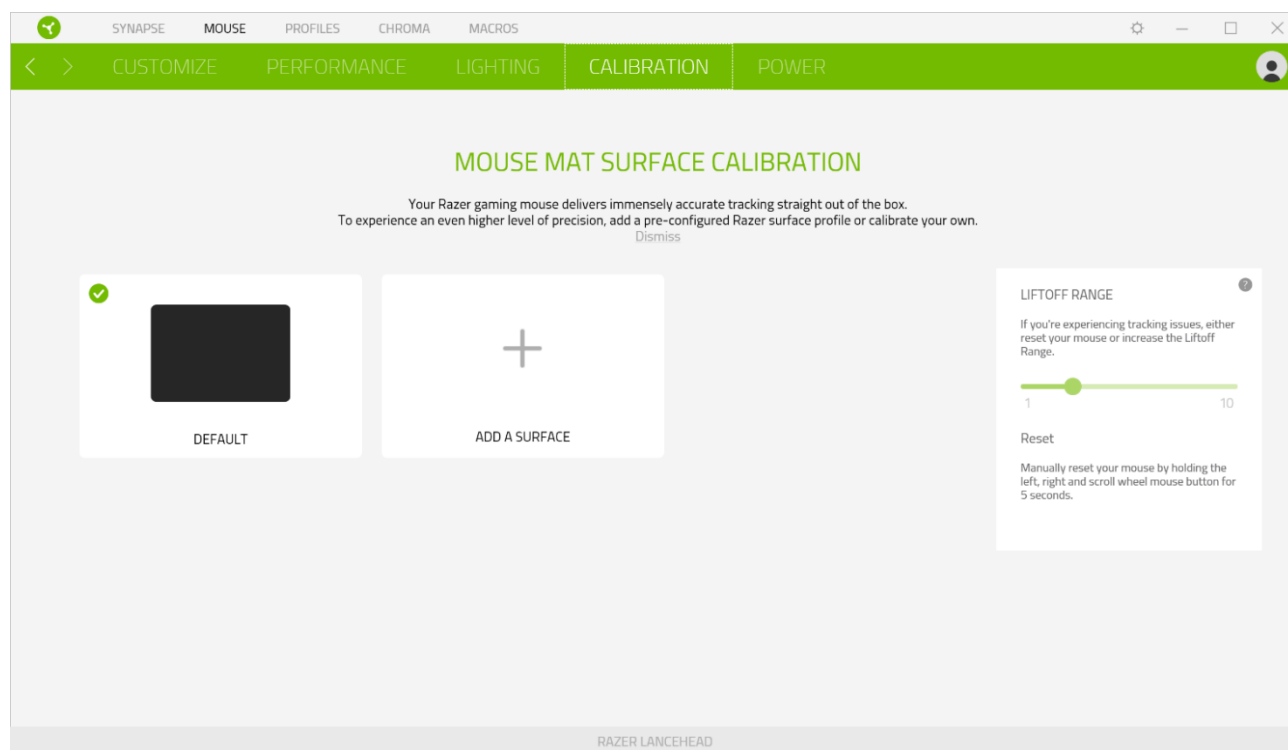 SYNAPSE MOUSE PROFILES CHROMA MACROS
CUSTOMIZE PERFORMANCE LIGHTING CALIBRATION POWER
MOUSE MAT SURFACE CALIBRATION
Your Razer gaming mouse delivers immensely accurate tracking straight out of the box.
To experience an even higher level of precision, add a pre-configured Razer surface profile or calibrate your own.
Dismiss
DEFAULT
ADD A SURFACE
LIFTOFF RANGE
?
If you're experiencing tracking issues, either
reset your mouse or increase the Liftoff
Range.
1 10
Reset
Manually reset your mouse by holding the
left, right and scroll wheel mouse button for
5 seconds.
RAZER LANCEHEAD